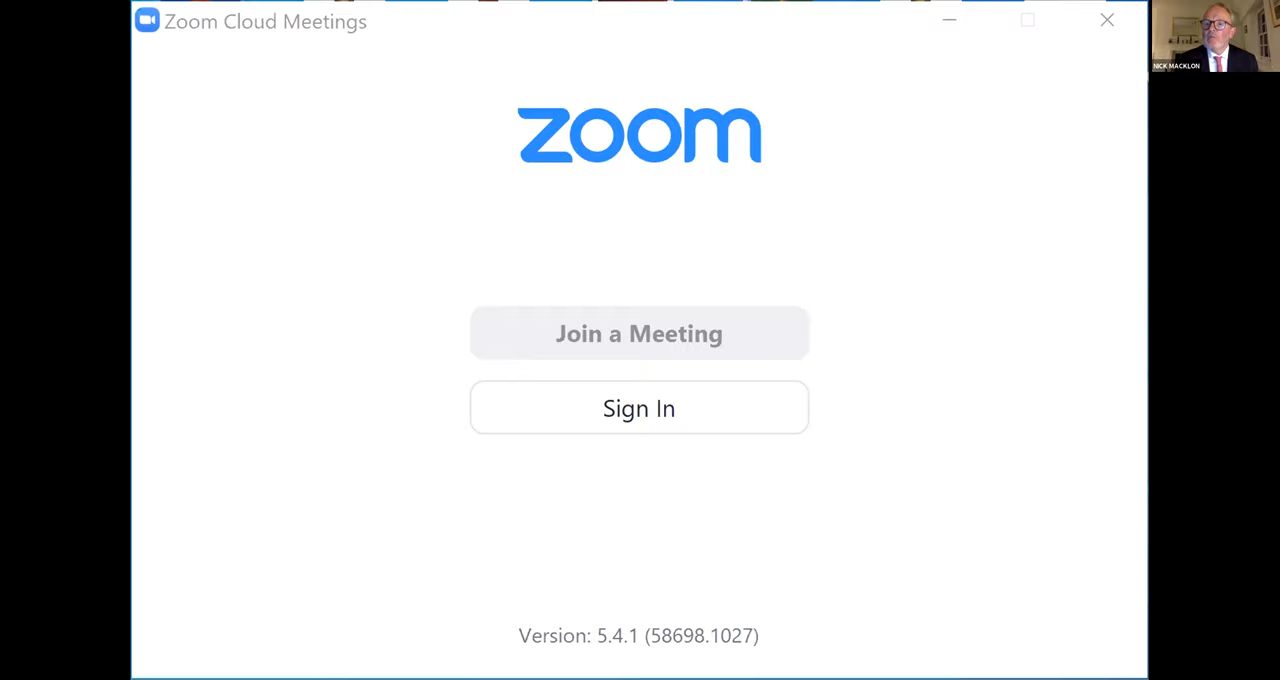 Zoom Cloud Meetings
NICK MACKLON
zoom
Join a Meeting
Sign In
Version: 5.4.1 (58698.1027)